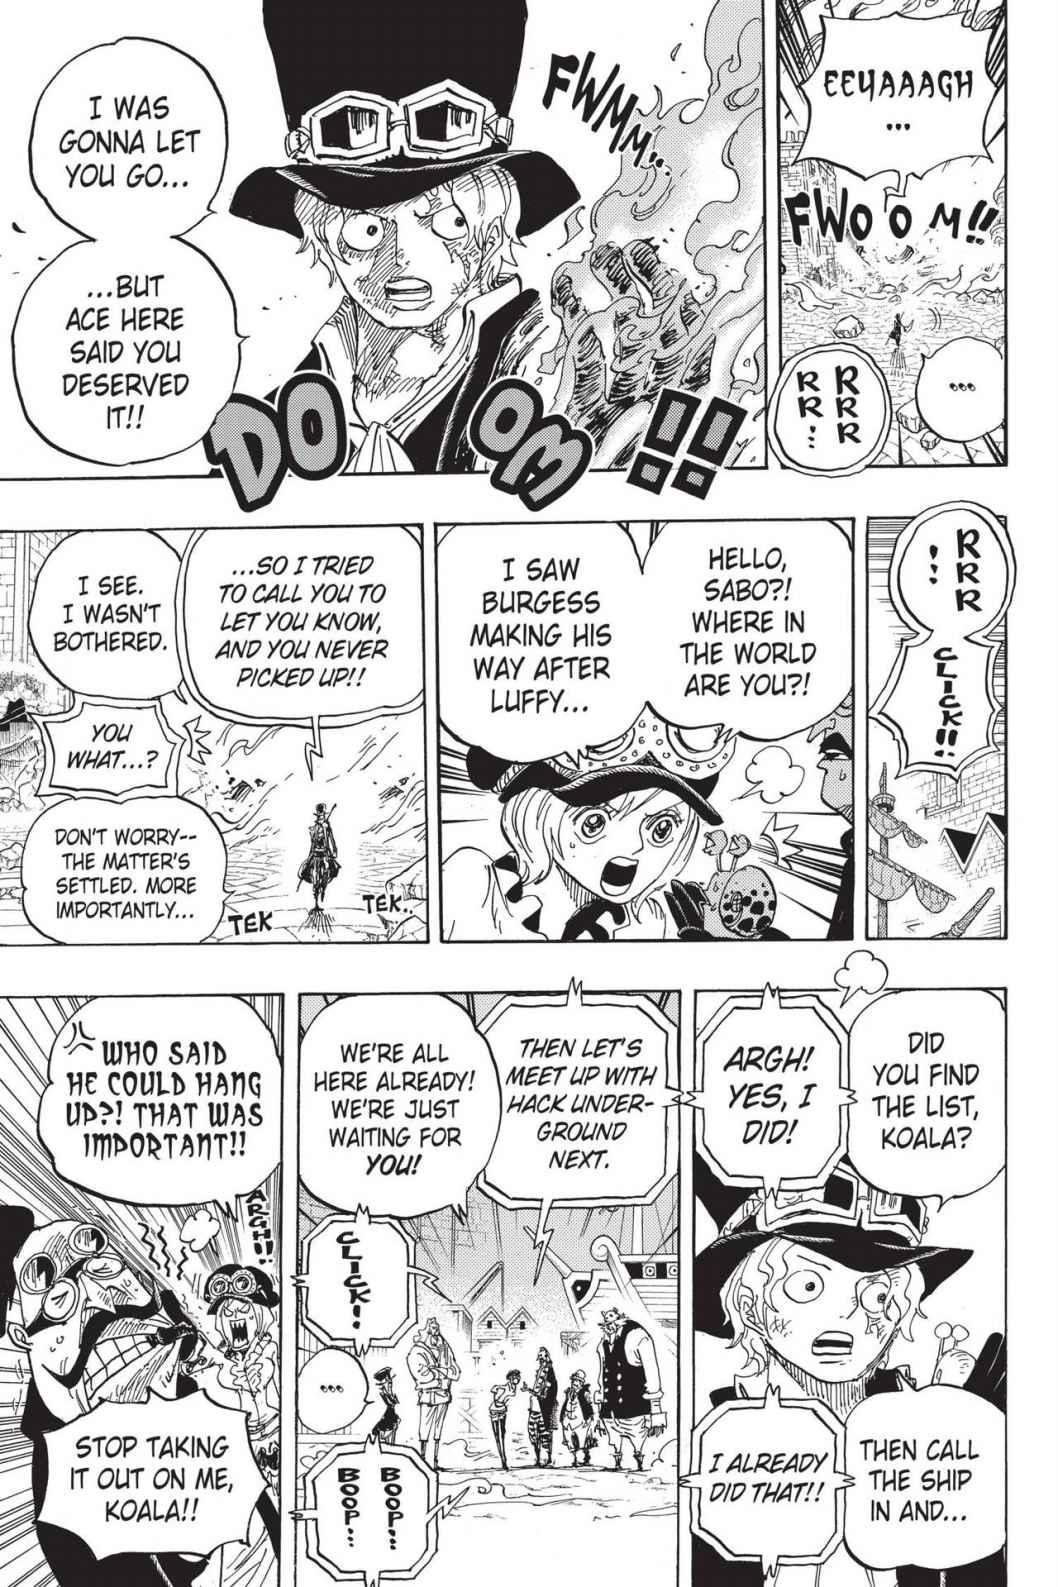 EEYAAAGH
...
FWOOM!!
...
RRR
RR...
FWMM...
I WAS
GONNA LET
YOU GO...
...BUT
ACE HERE
SAID YOU
DESERVED
IT!!
DOOM!!
RRR
...
CLICK!!
HELLO,
SABO?!
WHERE IN
THE WORLD
ARE YOU?!
I SAW
BURGESS
MAKING HIS
WAY AFTER
LUFFY...
...SO I TRIED
TO CALL YOU TO
LET YOU KNOW,
AND YOU NEVER
PICKED UP!!
I SEE.
I WASN'T
BOTHERED.
YOU
WHAT...?
DON'T WORRY--
THE MATTER'S
SETTLED. MORE
IMPORTANTLY...
TEK..
TEK
DID
YOU FIND
THE LIST,
KOALA?
ARGH!
YES, I
DID!
THEN CALL
THE SHIP
IN AND...
I ALREADY
DID THAT!!
THEN LET'S
MEET UP WITH
HACK UNDER-
GROUND
NEXT.
WE'RE ALL
HERE ALREADY!
WE'RE JUST
WAITING FOR
YOU!
CLICK!
...
BOOP...
BOOP...
WHO SAID
HE COULD HANG
UP?! THAT WAS
IMPORTANT!!
ARGH!!
STOP TAKING
IT OUT ON ME,
KOALA!!